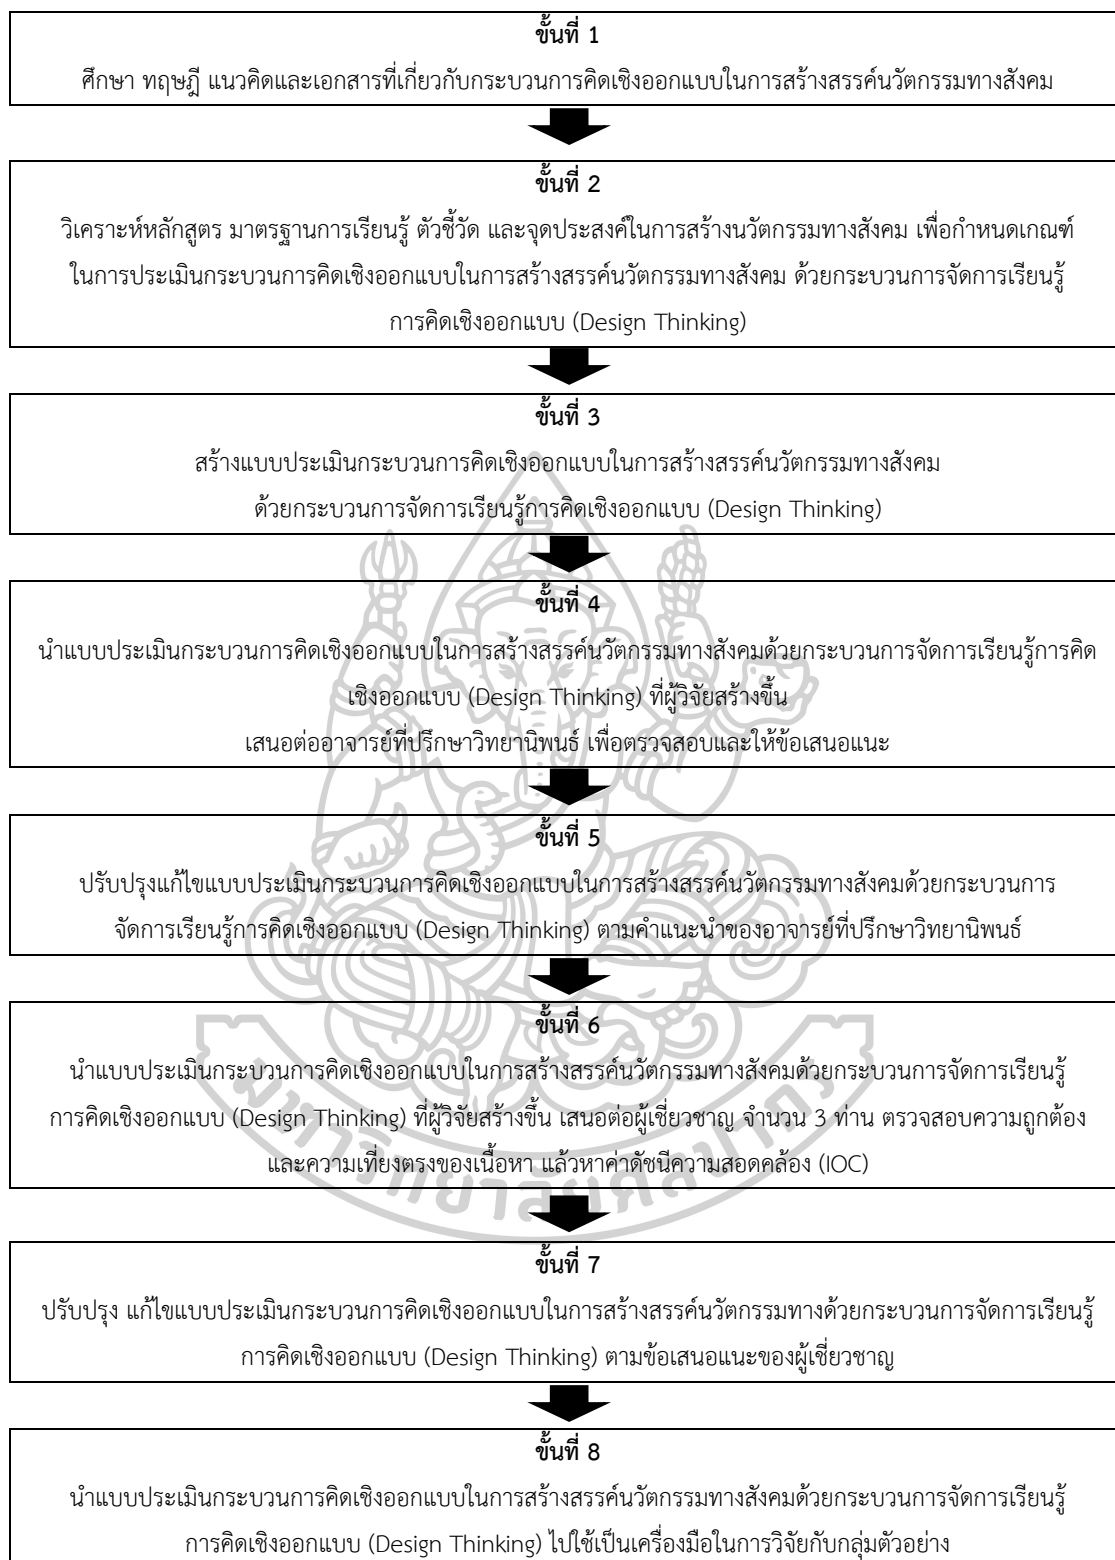 ขั้นที่ 1
ศึกษา ทฤษฎี แนวคิดและเอกสารที่เกี่ยวกับกระบวนการคิดเชิงออกแบบในการสร้างสรรค์นวัตกรรมทางสังคม
ขั้นที่ 2
วิเคราะห์หลักสูตร มาตรฐานการเรียนรู้ ตัวชี้วัด และจุดประสงค์ในการสร้างนวัตกรรมทางสังคม เพื่อกำหนดเกณฑ์
ในการประเมินกระบวนการคิดเชิงออกแบบในการสร้างสรรค์นวัตกรรมทางสังคม ด้วยกระบวนการจัดการเรียนรู้
การคิดเชิงออกแบบ (Design Thinking)
ขั้นที่ 3
สร้างแบบประเมินกระบวนการคิดเชิงออกแบบในการสร้างสรรค์นวัตกรรมทางสังคม
ด้วยกระบวนการจัดการเรียนรู้การคิดเชิงออกแบบ (Design Thinking)
ขั้นที่ 4
นำแบบประเมินกระบวนการคิดเชิงออกแบบในการสร้างสรรค์นวัตกรรมทางสังคมด้วยกระบวนการจัดการเรียนรู้การคิด
เชิงออกแบบ (Design Thinking) ที่ผู้วิจัยสร้างขึ้น
เสนอต่ออาจารย์ที่ปรึกษาวิทยานิพนธ์ เพื่อตรวจสอบและให้ข้อเสนอแนะ
ขั้นที่ 5
ปรับปรุงแก้ไขแบบประเมินกระบวนการคิดเชิงออกแบบในการสร้างสรรค์นวัตกรรมทางสังคมด้วยกระบวนการ
จัดการเรียนรู้การคิดเชิงออกแบบ (Design Thinking) ตามคำแนะนำของอาจารย์ที่ปรึกษาวิทยานิพนธ์
ขั้นที่ 6
นำแบบประเมินกระบวนการคิดเชิงออกแบบในการสร้างสรรค์นวัตกรรมทางสังคมด้วยกระบวนการจัดการเรียนรู้
การคิดเชิงออกแบบ (Design Thinking) ที่ผู้วิจัยสร้างขึ้น เสนอต่อผู้เชี่ยวชาญ จำนวน 3 ท่าน ตรวจสอบความถูกต้อง
และความเที่ยงตรงของเนื้อหา แล้วหาค่าดัชนีความสอดคล้อง (IOC)
มหาวิทยาลัยศิลปากร
ขั้นที่ 7
ปรับปรุง แก้ไขแบบประเมินกระบวนการคิดเชิงออกแบบในการสร้างสรรค์นวัตกรรมทางด้วยกระบวนการจัดการเรียนรู้
การคิดเชิงออกแบบ (Design Thinking) ตามข้อเสนอแนะของผู้เชี่ยวชาญ
ขั้นที่ 8
นำแบบประเมินกระบวนการคิดเชิงออกแบบในการสร้างสรรค์นวัตกรรมทางสังคมด้วยกระบวนการจัดการเรียนรู้
การคิดเชิงออกแบบ (Design Thinking) ไปใช้เป็นเครื่องมือในการวิจัยกับกลุ่มตัวอย่าง